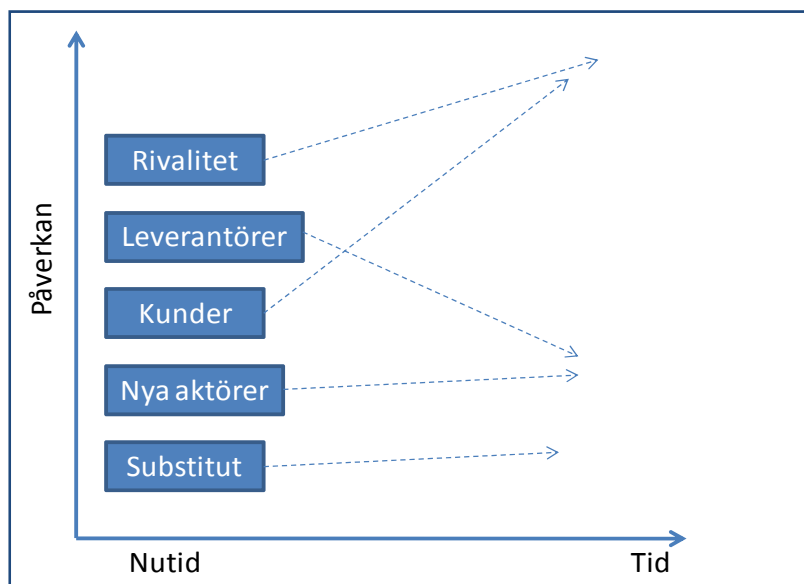 Påverkan
Rivalitet
Leverantörer
Kunder
Nya aktörer
Substitut
Nutid
Tid